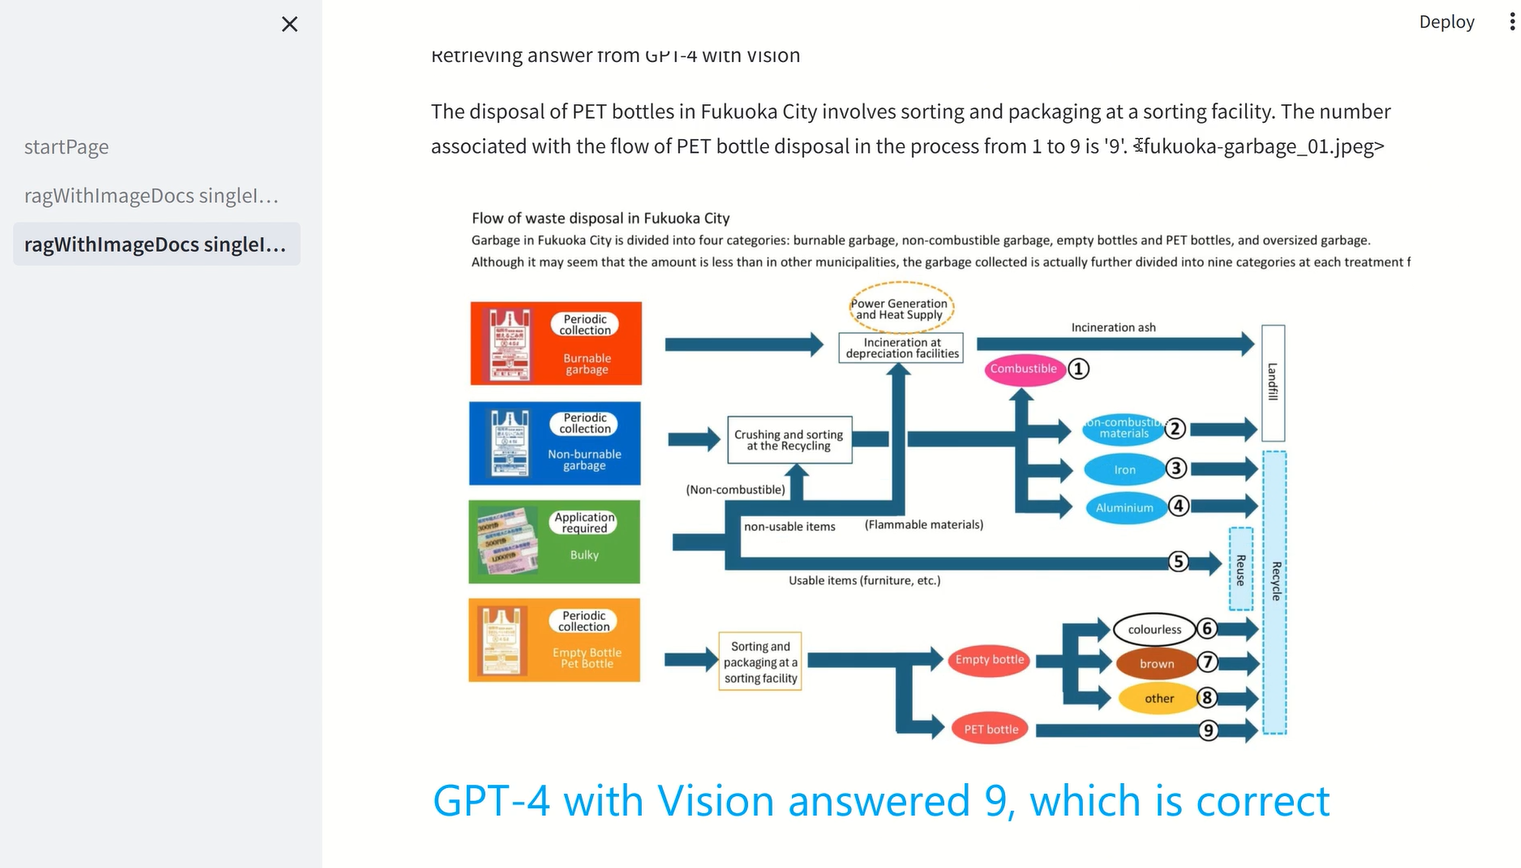 Deploy
Retrieving answer from GPT-4 with Vision
The disposal of PET bottles in Fukuoka City involves sorting and packaging at a sorting facility. The number
associated with the flow of PET bottle disposal in the process from 1 to 9 is '9'. <fukuoka-garbage_01.jpeg>
startPage
ragWithImageDocs singleI...
ragWithImageDocs singleI...
Flow of waste disposal in Fukuoka City
Garbage in Fukuoka City is divided into four categories: burnable garbage, non-combustible garbage, empty bottles and PET bottles, and oversized garbage.
Although it may seem that the amount is less than in other municipalities, the garbage collected is actually further divided into nine categories at each treatment f
Periodic
collection
Burnable
garbage
Power Generation
and Heat Supply
Incineration at
depreciation facilities
Incineration ash
Combustible
1
Landfill
Periodic
collection
Non-burnable
garbage
Crushing and sorting
at the Recycling
on-combustib
materials
2
Iron
3
Aluminium
4
(Non-combustible)
non-usable items
(Flammable materials)
Application
required
Bulky
5
Usable items (furniture, etc.)
Reuse
Recycle
Periodic
collection
Empty Bottle
Pet Bottle
Sorting and
packaging at a
sorting facility
Empty bottle
colourless
6
brown
7
other
8
PET bottle
9
GPT-4 with Vision answered 9, which is correct